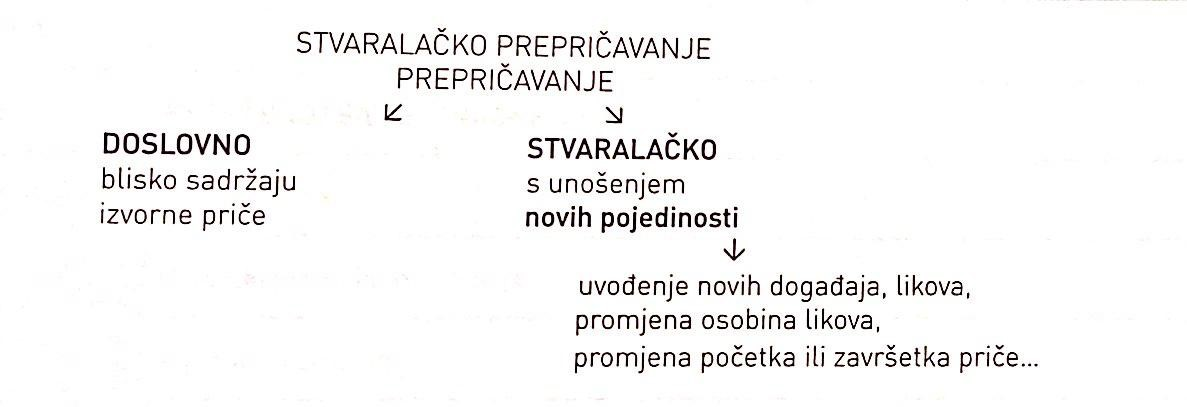 STVARALAČKO PREPRIČAVANJE
PREPRIČAVANJE
↙ ↘
DOSLOVNO
blisko sadržaju
izvorne priče
STVARALAČKO
s unošenjem
novih pojedinosti
↓
uvođenje novih događaja, likova,
promjena osobina likova,
promjena početka ili završetka priče...